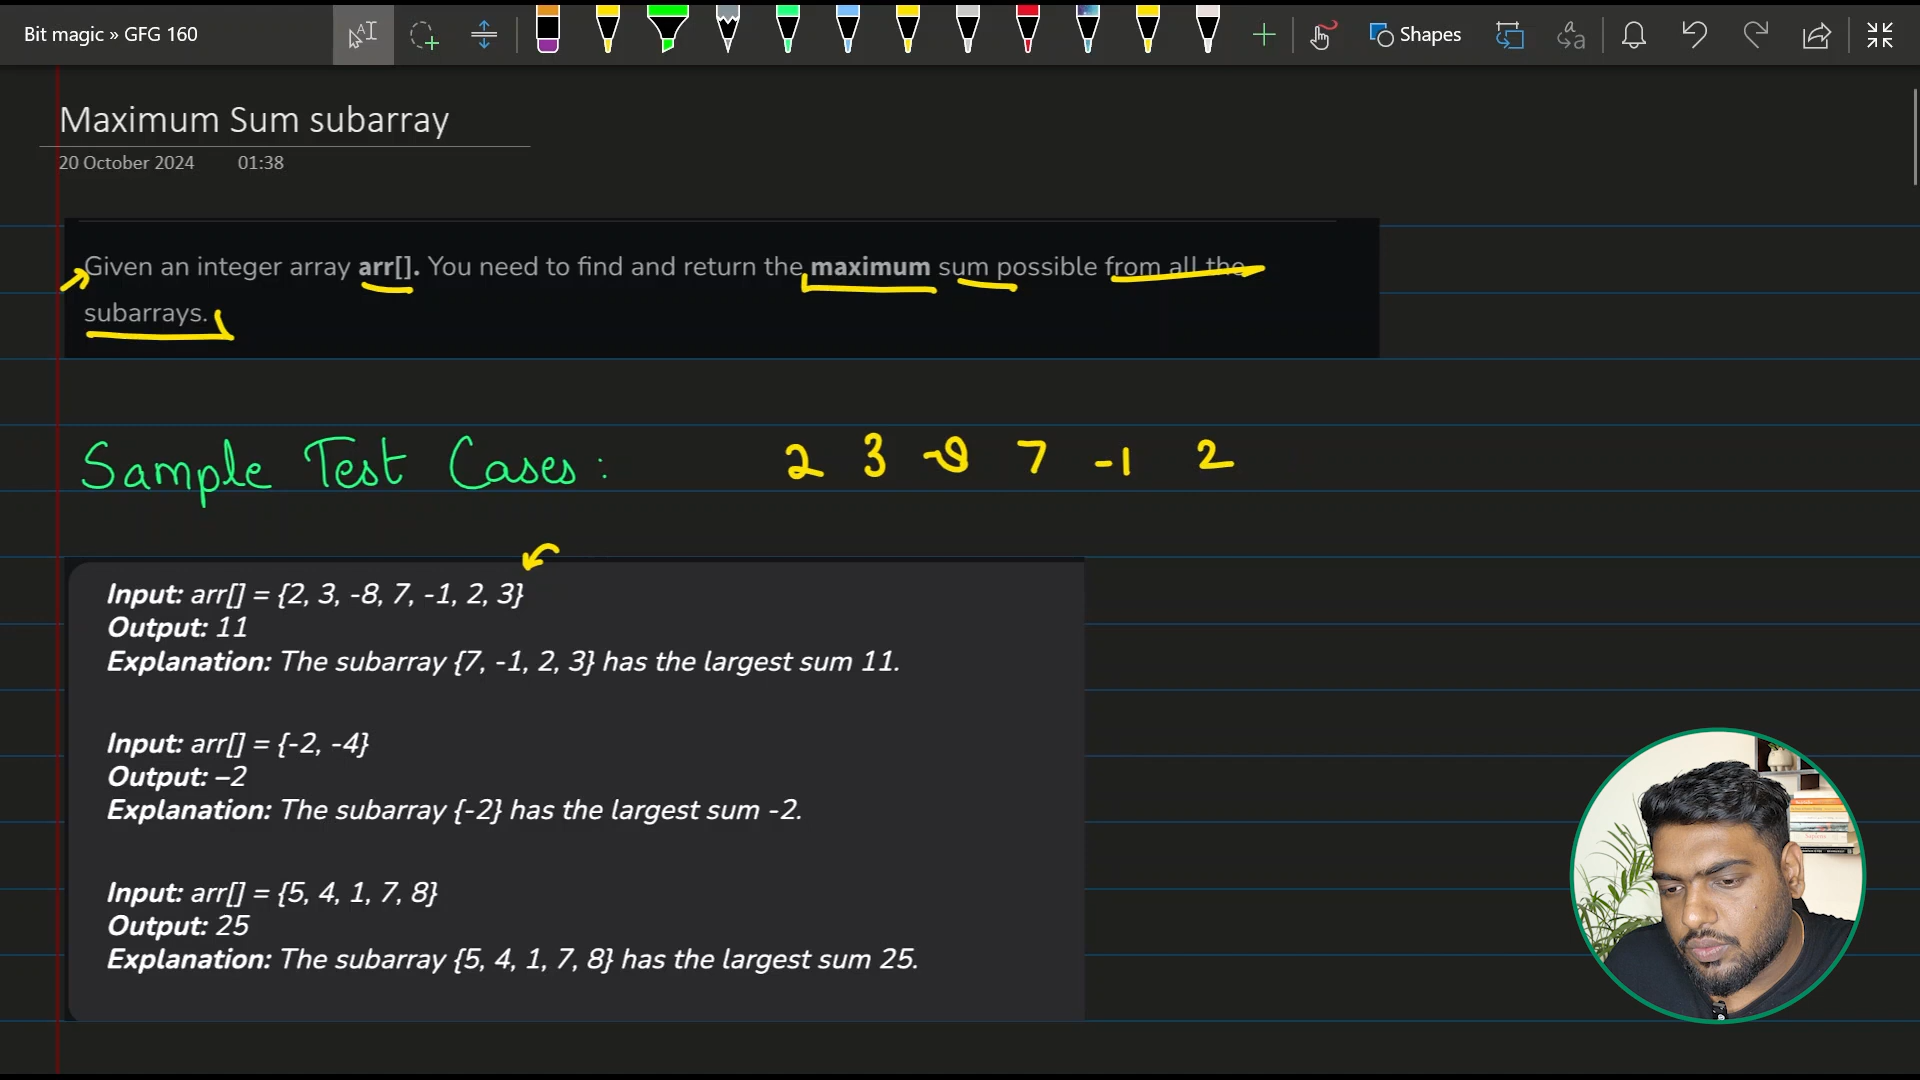 Bit magic » GFG 160
Shapes
Maximum Sum subarray
20 October 2024 01:38
Given an integer array arr[]. You need to find and return the maximum sum possible from all the
subarrays.
Sample Test Cases :
2 3 -8 7 -1 2
Input: arr[] = {2, 3, -8, 7, -1, 2, 3}
Output: 11
Explanation: The subarray {7, -1, 2, 3} has the largest sum 11.
Input: arr[] = {-2, -4}
Output: –2
Explanation: The subarray {-2} has the largest sum -2.
Input: arr[] = {5, 4, 1, 7, 8}
Output: 25
Explanation: The subarray {5, 4, 1, 7, 8} has the largest sum 25.